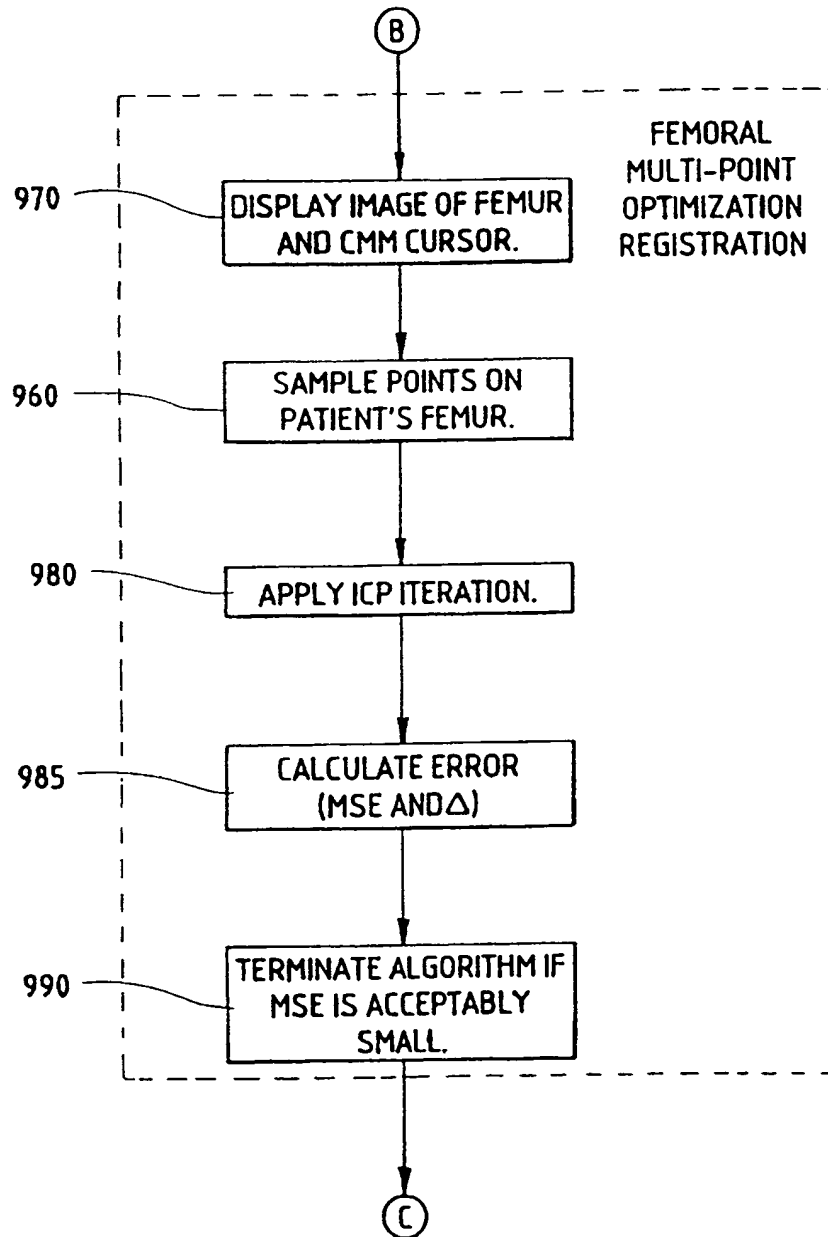 B
FEMORAL
MULTI-POINT
OPTIMIZATION
REGISTRATION
970
DISPLAY IMAGE OF FEMUR
AND CMM CURSOR.
960
SAMPLE POINTS ON
PATIENT'S FEMUR.
980
APPLY ICP ITERATION.
985
CALCULATE ERROR
(MSE AND Δ)
990
TERMINATE ALGORITHM IF
MSE IS ACCEPTABLY
SMALL.
C